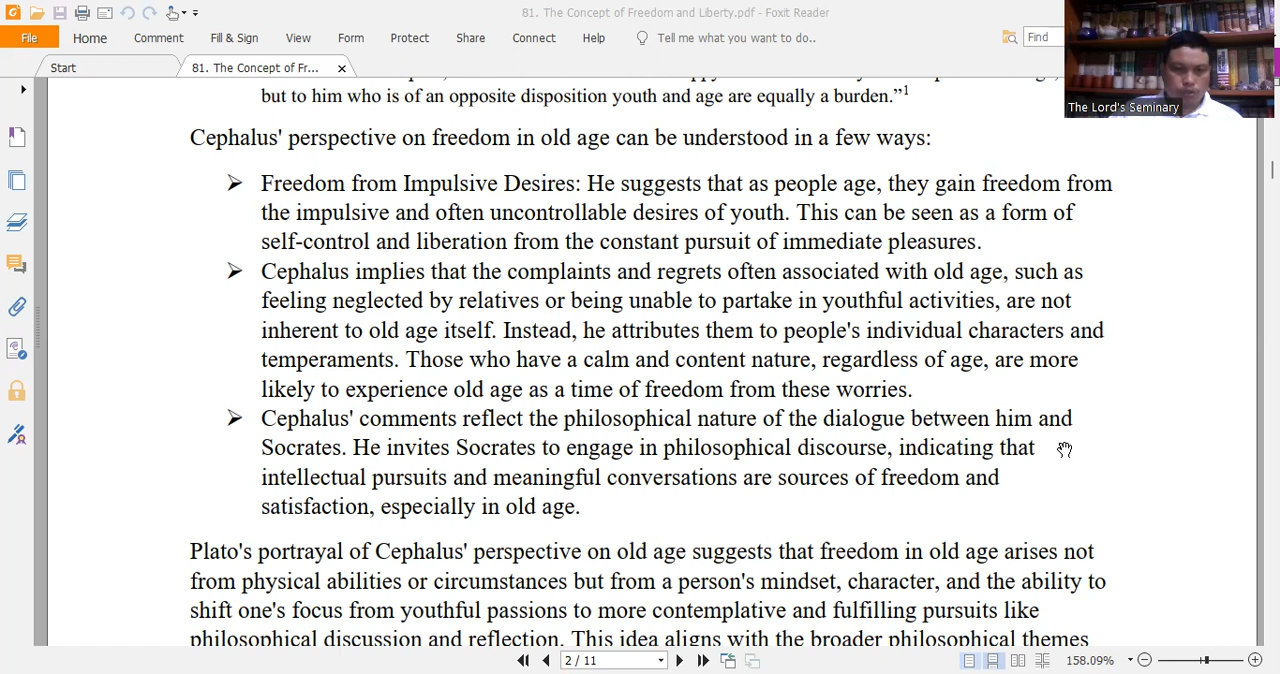 81. The Concept of Freedom and Liberty.pdf - Foxit Reader
File Home Comment Fill & Sign View Form Protect Share Connect Help Tell me what you want to do.. Find
Start 81. The Concept of Fr...
The Lord's Seminary
but to him who is of an opposite disposition youth and age are equally a burden.”1
Cephalus' perspective on freedom in old age can be understood in a few ways:
➢ Freedom from Impulsive Desires: He suggests that as people age, they gain freedom from
the impulsive and often uncontrollable desires of youth. This can be seen as a form of
self-control and liberation from the constant pursuit of immediate pleasures.
➢ Cephalus implies that the complaints and regrets often associated with old age, such as
feeling neglected by relatives or being unable to partake in youthful activities, are not
inherent to old age itself. Instead, he attributes them to people's individual characters and
temperaments. Those who have a calm and content nature, regardless of age, are more
likely to experience old age as a time of freedom from these worries.
➢ Cephalus' comments reflect the philosophical nature of the dialogue between him and
Socrates. He invites Socrates to engage in philosophical discourse, indicating that
intellectual pursuits and meaningful conversations are sources of freedom and
satisfaction, especially in old age.
Plato's portrayal of Cephalus' perspective on old age suggests that freedom in old age arises not
from physical abilities or circumstances but from a person's mindset, character, and the ability to
shift one's focus from youthful passions to more contemplative and fulfilling pursuits like
philosophical discussion and reflection. This idea aligns with the broader philosophical themes
2 / 11 158.09%